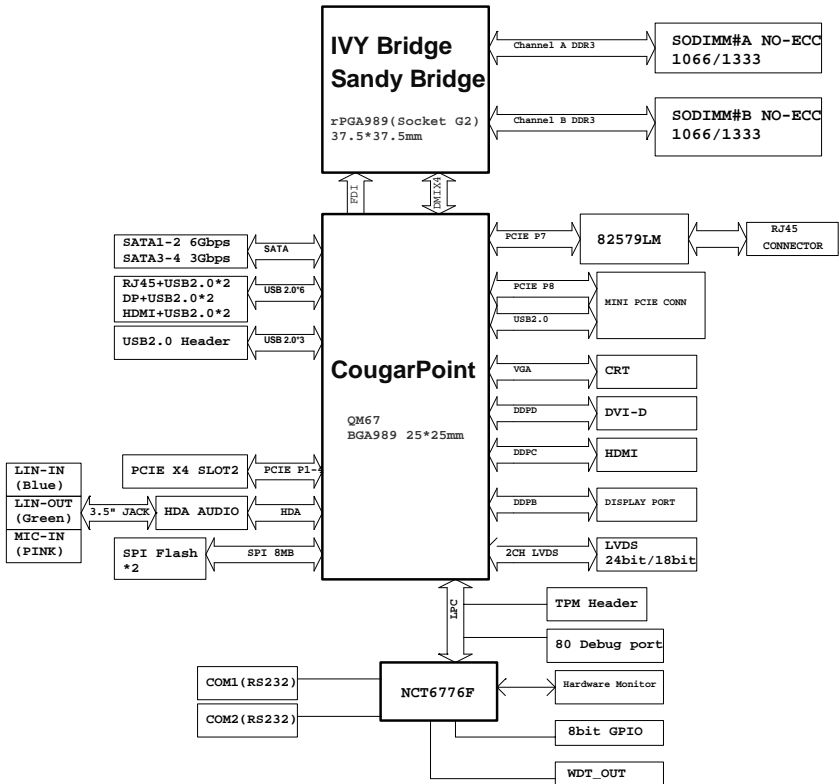 IVY Bridge
Sandy Bridge
rPGA989(Socket G2)
37.5*37.5mm
Channel A DDR3
SODIMM#A NO-ECC
1066/1333
Channel B DDR3
SODIMM#B NO-ECC
1066/1333
FDI
DMIX4
SATA1-2 6Gbps
SATA3-4 3Gbps
SATA
RJ45+USB2.0*2
DP+USB2.0*2
HDMI+USB2.0*2
USB 2.0*6
USB2.0 Header
USB 2.0*3
CougarPoint
QM67
BGA989 25*25mm
PCIE P7
82579LM
RJ45
CONNECTOR
PCIE P8
USB2.0
MINI PCIE CONN
VGA
CRT
DDPD
DVI-D
DDPC
HDMI
DDPB
DISPLAY PORT
2CH LVDS
LVDS
24bit/18bit
PCIE X4 SLOT2
PCIE P1-4
LIN-IN
(Blue)
LIN-OUT
(Green)
MIC-IN
(PINK)
3.5" JACK
HDA AUDIO
HDA
SPI Flash
*2
SPI 8MB
LPC
TPM Header
80 Debug port
NCT6776F
COM1(RS232)
COM2(RS232)
Hardware Monitor
8bit GPIO
WDT_OUT